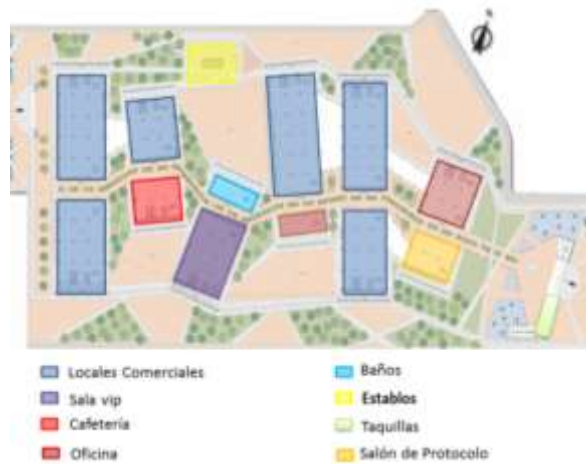 Locales Comerciales
Sala vip
Cafetería
Oficina
Baños
Establos
Taquillas
Salón de Protocolo